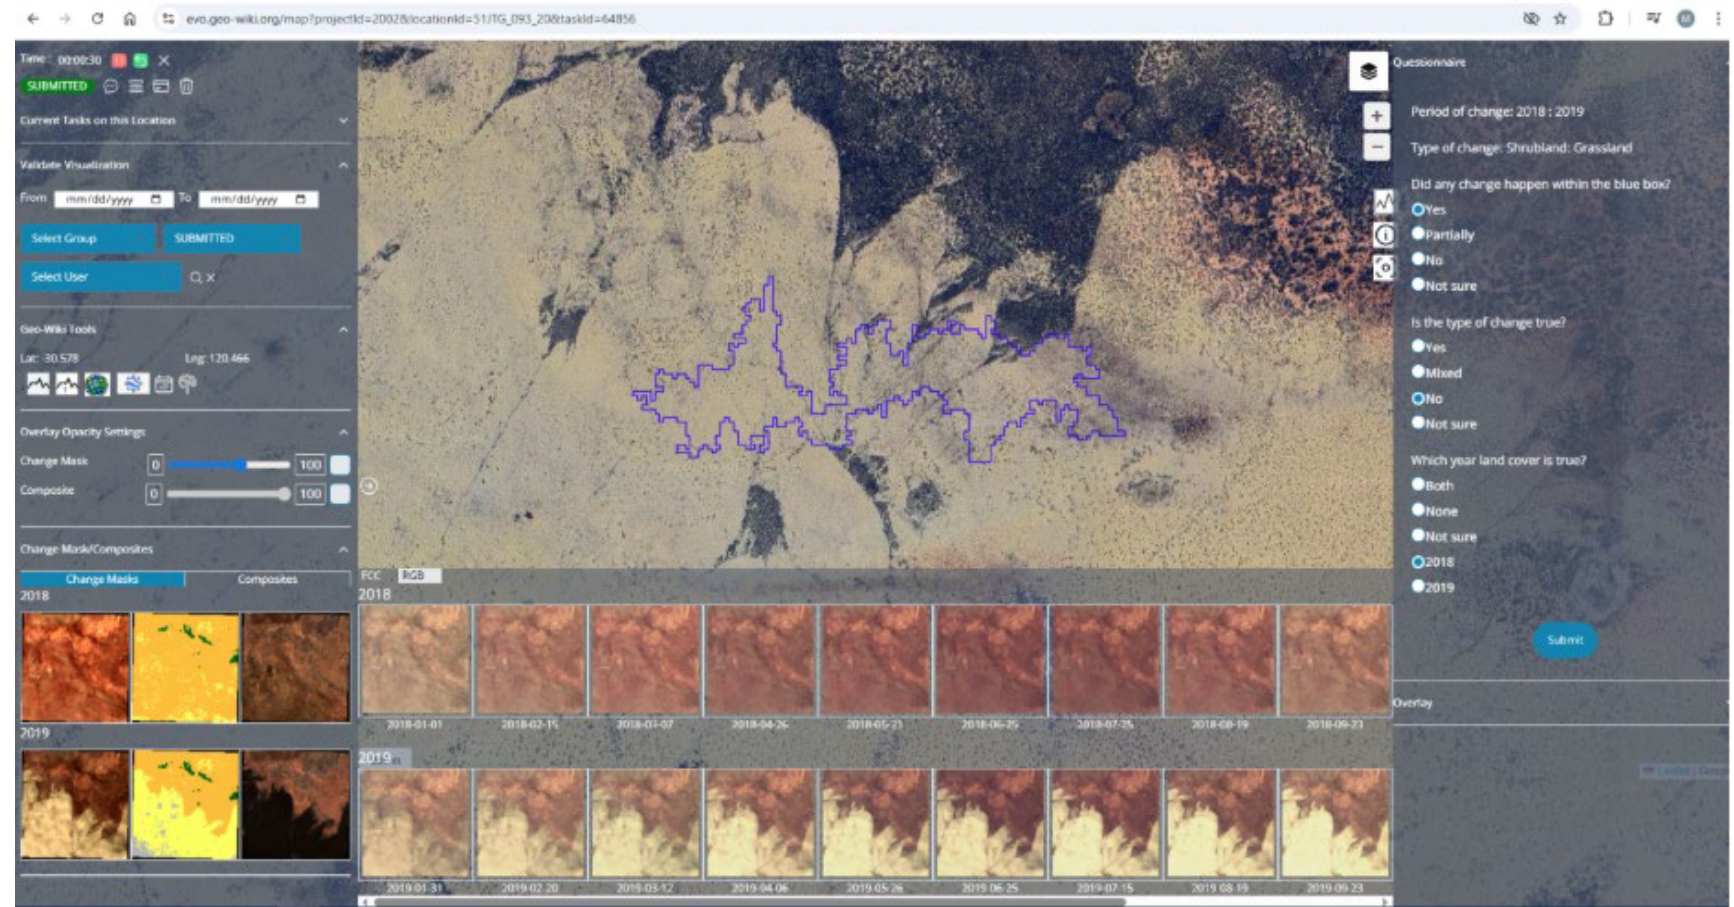 evo.geo-wiki.org/map?projectId=2002&locationId=51JTG_093_20&taskId=64856
M
Time : 00:00:30
SUBMITTED
Current Tasks on this Location
Validate Visualization
From mm/dd/yyyy To mm/dd/yyyy
Select Group SUBMITTED
Select User
Geo-Wiki Tools
Lat: -30.578 Lng: 120.466
Overlay Opacity Settings
Change Mask 0 100
Composite 0 100
Change Mask/Composites
Change Masks Composites
2018
2019
FCC RGB
2018
2018-01-01 2018-02-15 2018-03-07 2018-04-26 2018-05-21 2018-06-25 2018-07-25 2018-08-19 2018-09-23
2019
2019-01-31 2019-02-20 2019-03-12 2019-04-06 2019-05-26 2019-06-25 2019-07-15 2019-08-19 2019-09-23
+
−
Questionnaire
Period of change: 2018 : 2019
Type of change: Shrubland: Grassland
Did any change happen within the blue box?
Yes
Partially
No
Not sure
Is the type of change true?
Yes
Mixed
No
Not sure
Which year land cover is true?
Both
None
Not sure
2018
2019
Submit
Overlay
Leaflet